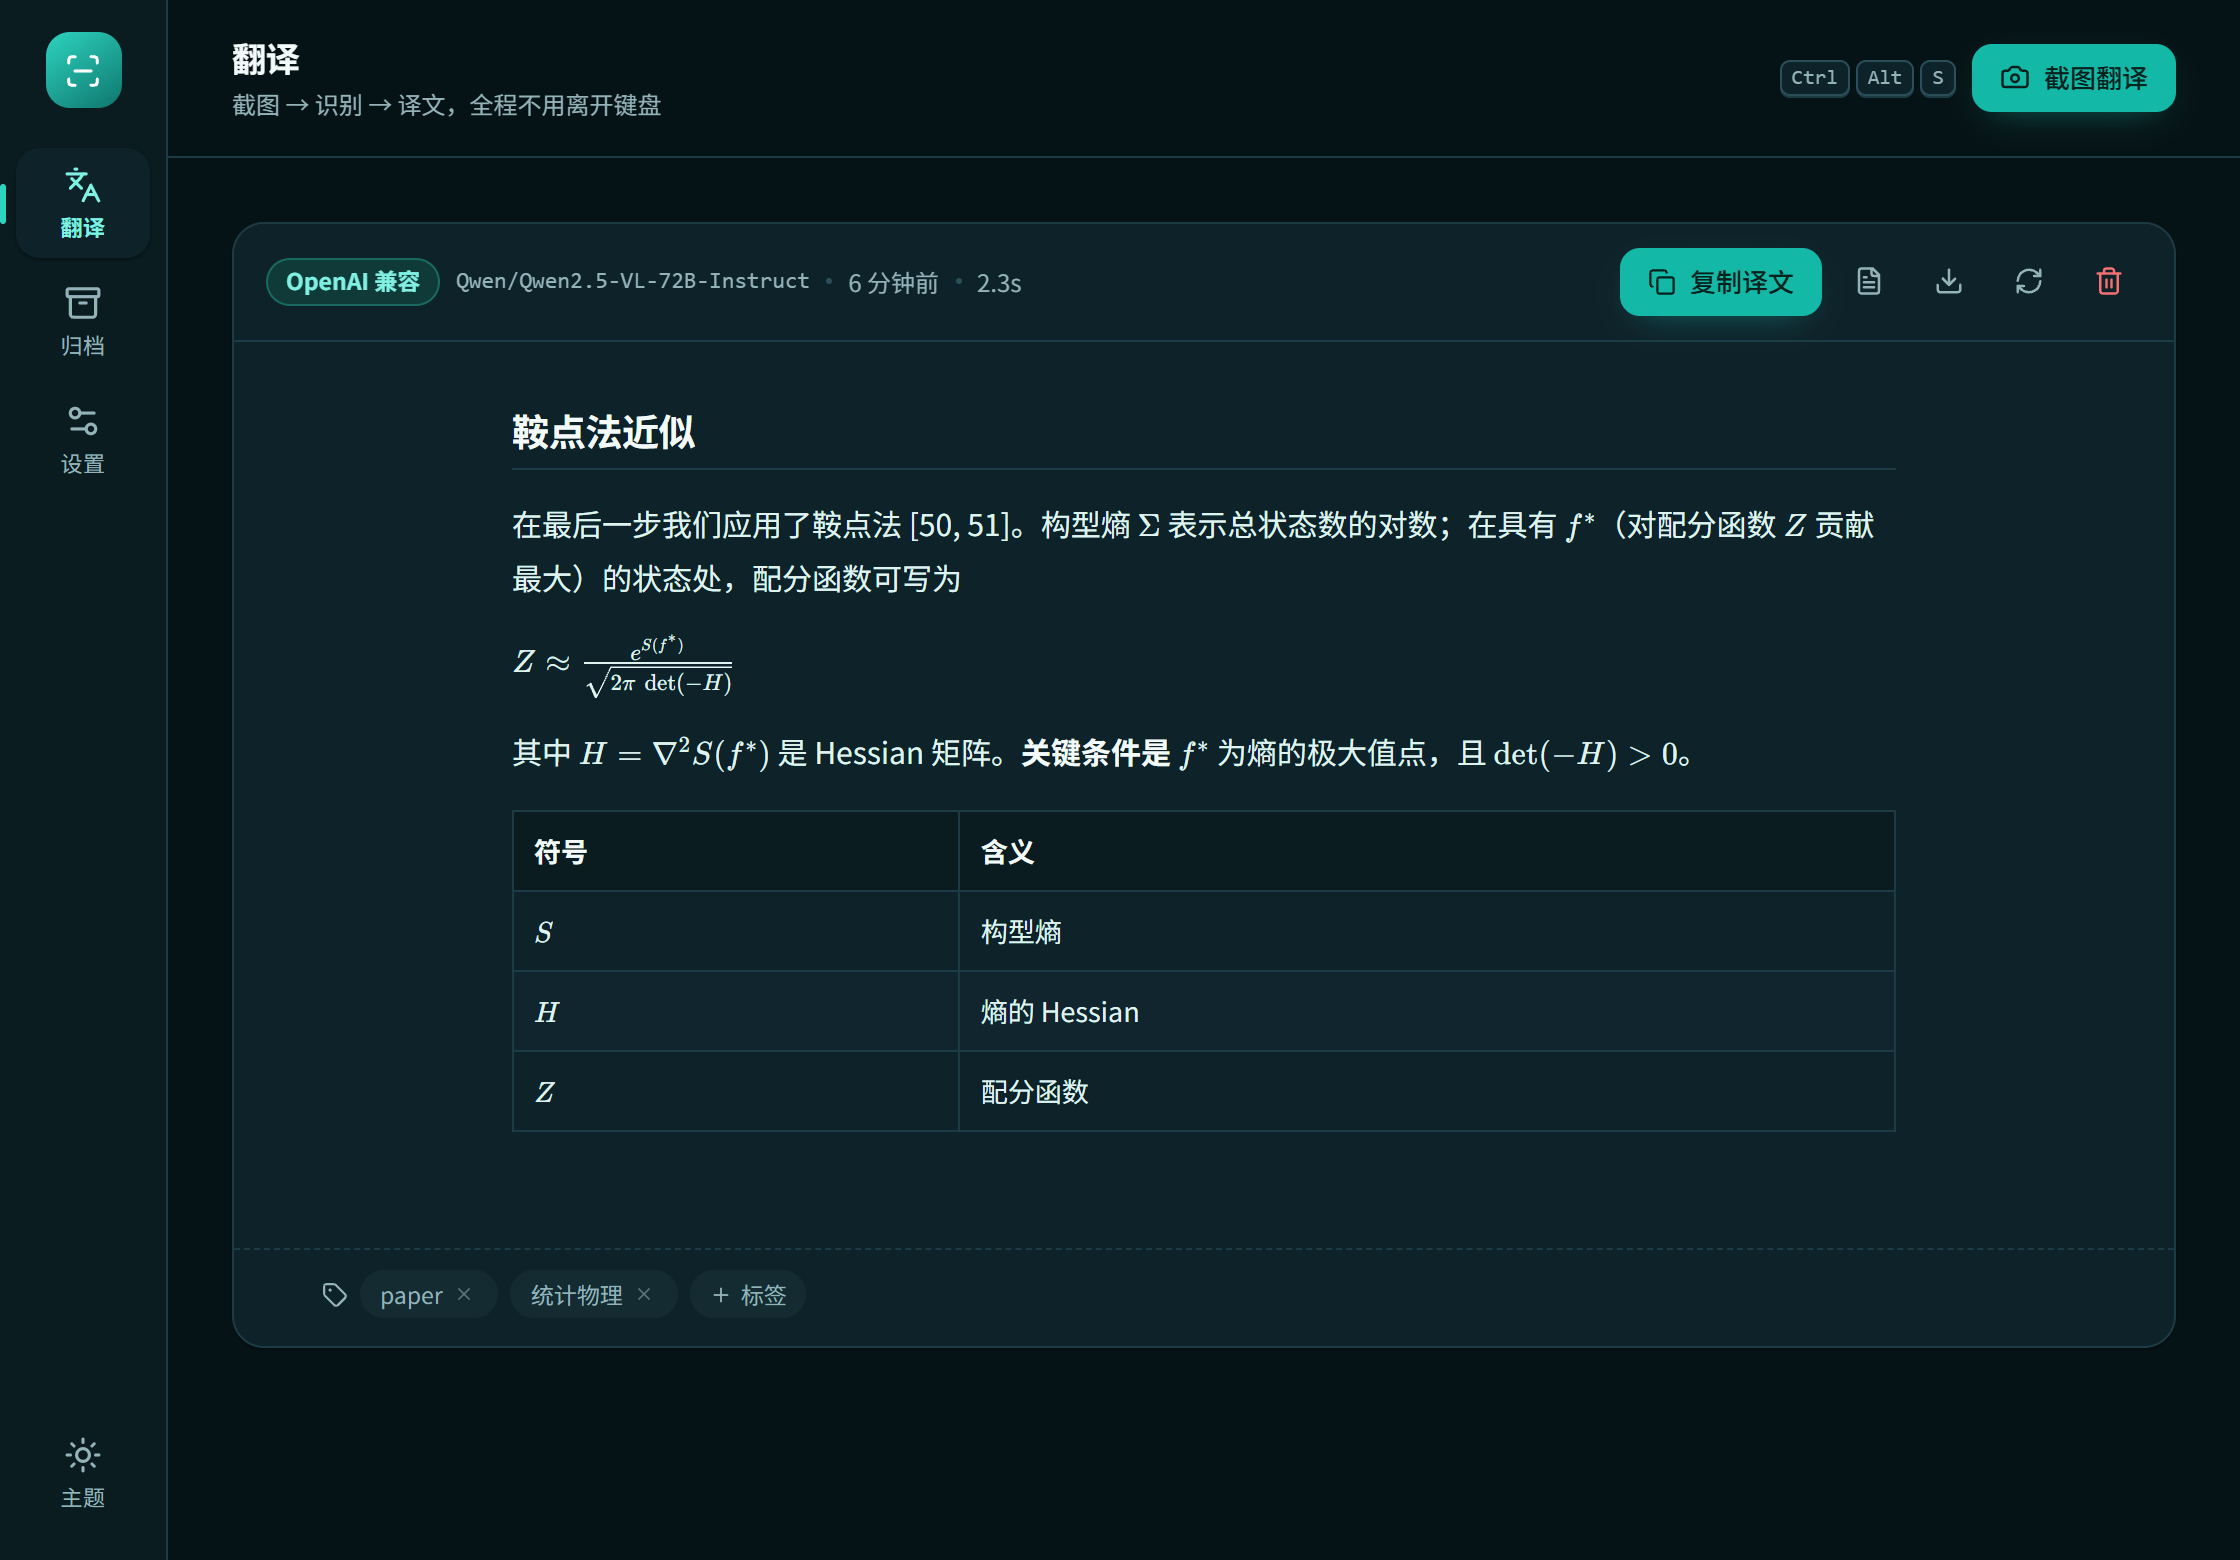 翻译
截图 → 识别 → 译文，全程不用离开键盘
Ctrl Alt S 截图翻译
翻译
归档
设置
主题
OpenAI 兼容 Qwen/Qwen2.5-VL-72B-Instruct • 6 分钟前 • 2.3s 复制译文
鞍点法近似
在最后一步我们应用了鞍点法 [50, 51]。构型熵 Σ 表示总状态数的对数；在具有 f*（对配分函数 Z 贡献
最大）的状态处，配分函数可写为
Z ≈ e^{S(f*)} / √(2π det(−H))
其中 H = ∇²S(f*) 是 Hessian 矩阵。关键条件是 f* 为熵的极大值点，且 det(−H) > 0。
符号 含义
S 构型熵
H 熵的 Hessian
Z 配分函数
paper × 统计物理 × + 标签